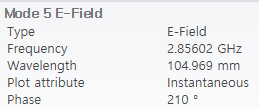 Mode 5 E-Field
Type E-Field
Frequency 2.85602 GHz
Wavelength 104.969 mm
Plot attribute Instantaneous
Phase 210 °